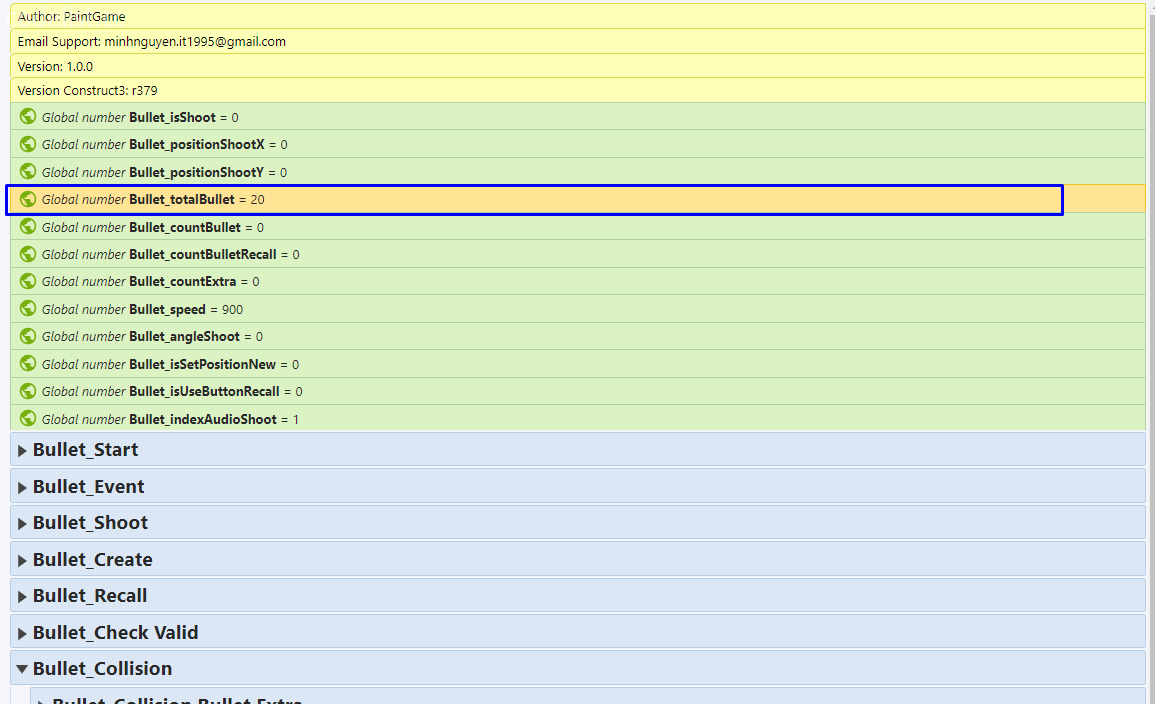 Author: PaintGame
Email Support: minhnguyen.it1995@gmail.com
Version: 1.0.0
Version Construct3: r379
Global number Bullet_isShoot = 0
Global number Bullet_positionShootX = 0
Global number Bullet_positionShootY = 0
Global number Bullet_totalBullet = 20
Global number Bullet_countBullet = 0
Global number Bullet_countBulletRecall = 0
Global number Bullet_countExtra = 0
Global number Bullet_speed = 900
Global number Bullet_angleShoot = 0
Global number Bullet_isSetPositionNew = 0
Global number Bullet_isUseButtonRecall = 0
Global number Bullet_indexAudioShoot = 1
Bullet_Start
Bullet_Event
Bullet_Shoot
Bullet_Create
Bullet_Recall
Bullet_Check Valid
Bullet_Collision
Bullet_Collision Bullet Extra